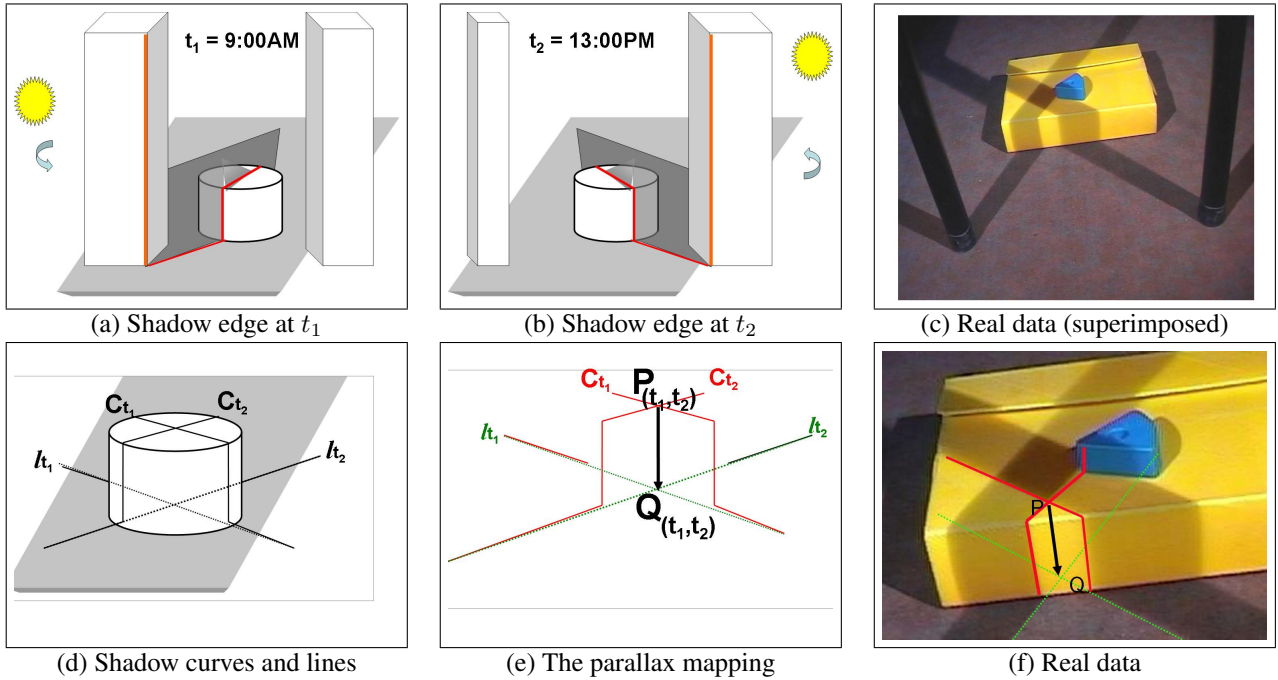 t1 = 9:00AM
t2 = 13:00PM
(a) Shadow edge at t1
(b) Shadow edge at t2
(c) Real data (superimposed)
Ct1
Ct2
lt1
lt2
Ct1
P(t1,t2)
Ct2
lt1
lt2
Q(t1,t2)
P
Q
(d) Shadow curves and lines
(e) The parallax mapping
(f) Real data